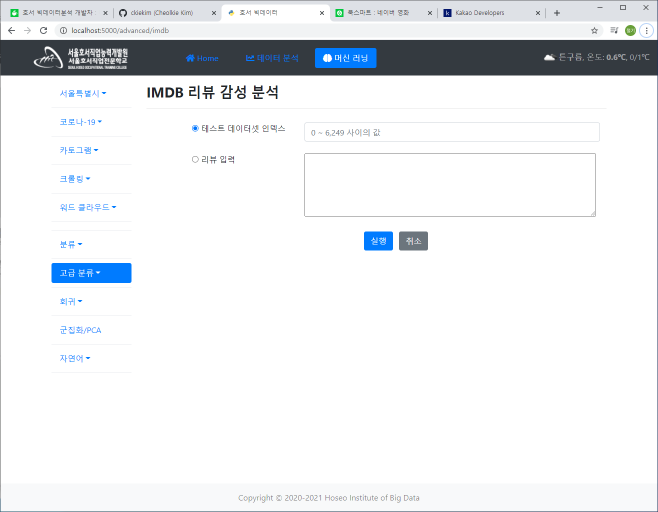 호서 빅데이터분석 개발자
ckiekim (Cheolkie Kim)
호서 빅데이터
북스마트 : 네이버 영화
Kakao Developers
localhost:5000/advanced/imdb
서울호서직업능력개발원
서울호서직업전문학교
Home
데이터 분석
머신 러닝
튼구름, 온도: 0.6℃, 0/1℃
서울특별시
코로나-19
카토그램
크롤링
워드 클라우드
분류
고급 분류
회귀
군집화/PCA
자연어
IMDB 리뷰 감성 분석
테스트 데이터셋 인덱스
0 ~ 6,249 사이의 값
리뷰 입력
실행
취소
Copyright © 2020-2021 Hoseo Institute of Big Data